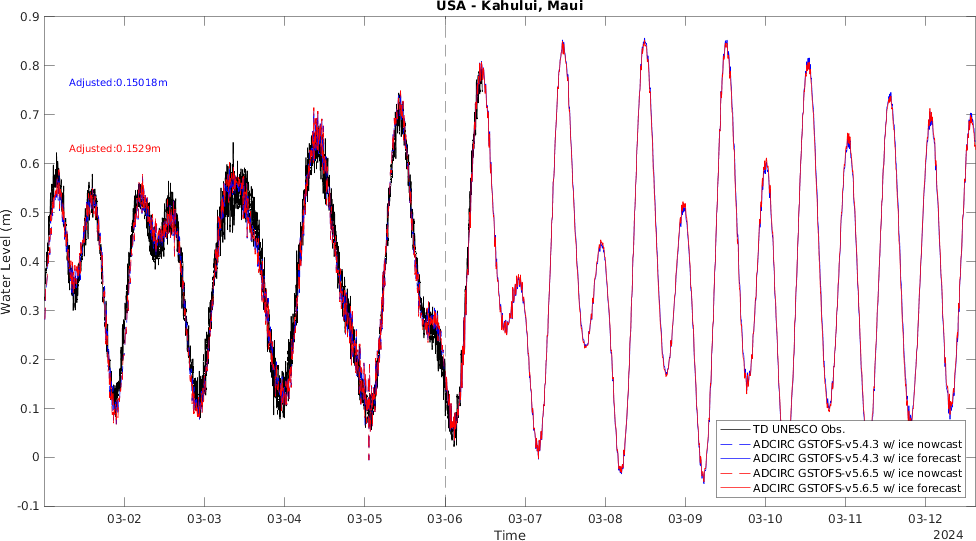 USA - Kahului, Maui
0.9
0.8
0.7
0.6
0.5
0.4
0.3
0.2
0.1
0
-0.1
Water Level (m)
Adjusted:0.15018m
Adjusted:0.1529m
TD UNESCO Obs.
ADCIRC GSTOFS-v5.4.3 w/ ice nowcast
ADCIRC GSTOFS-v5.4.3 w/ ice forecast
ADCIRC GSTOFS-v5.6.5 w/ ice nowcast
ADCIRC GSTOFS-v5.6.5 w/ ice forecast
03-02 03-03 03-04 03-05 03-06 03-07 03-08 03-09 03-10 03-11 03-12
Time
2024